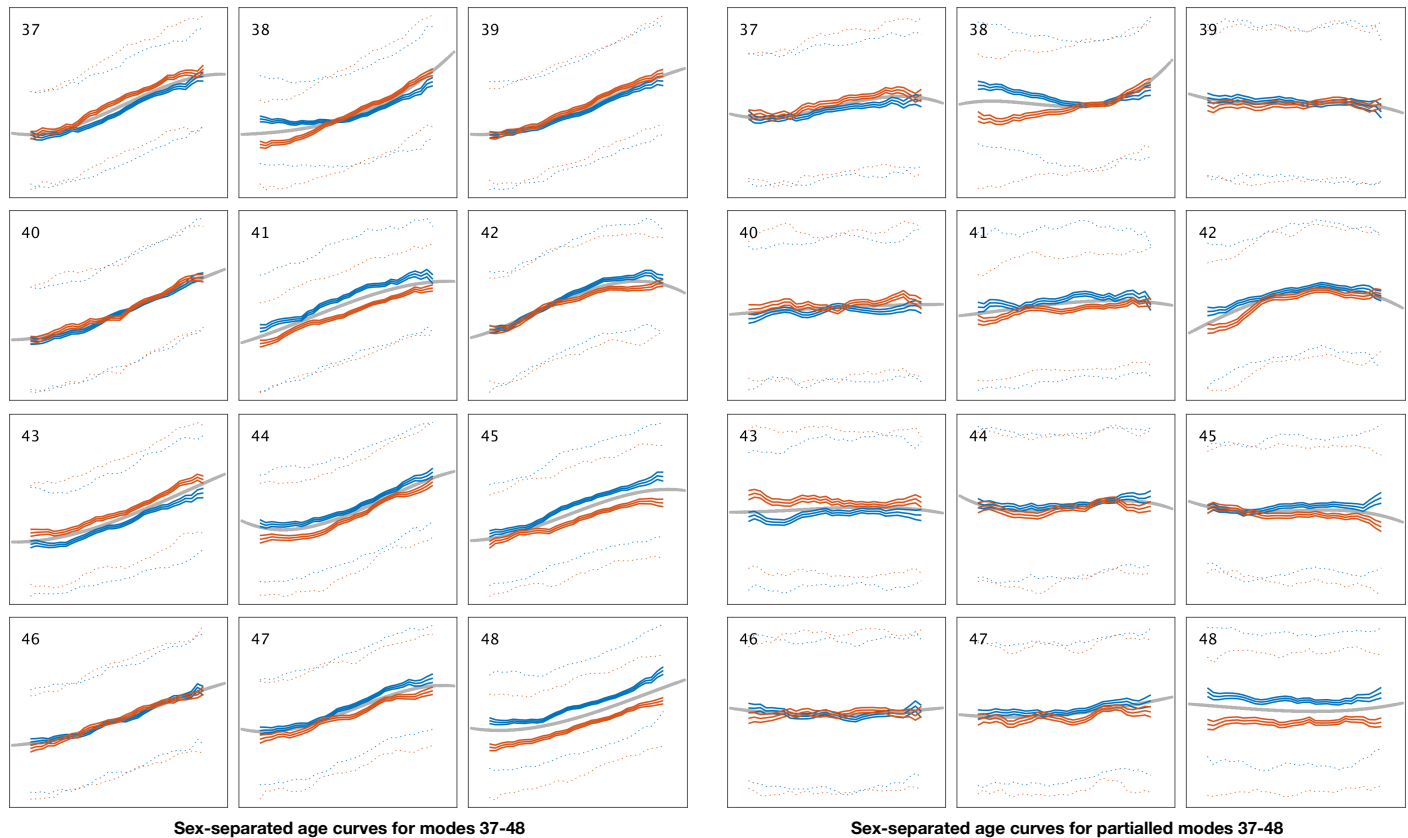 37 38 39 37 38 39
40 41 42 40 41 42
43 44 45 43 44 45
46 47 48 46 47 48
Sex-separated age curves for modes 37-48 Sex-separated age curves for partialled modes 37-48